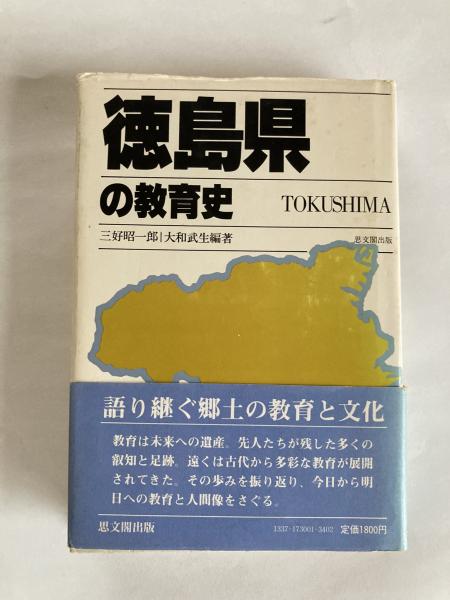 徳島県
の教育史
TOKUSHIMA
三好昭一郎|大和武生編著
思文閣出版
語り継ぐ郷土の教育と文化
教育は未来への遺産。先人たちが残した多くの
叡知と足跡。遠くは古代から多彩な教育が展開
されてきた。その歩みを振り返り、今日から明
日への教育と人間像をさぐる。
思文閣出版
1337-173001-3402
定価1800円